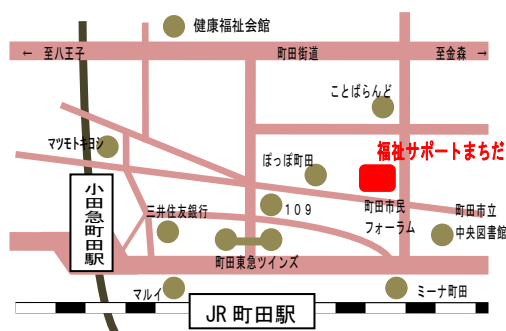 健康福祉会館
← 至八王子
町田街道
至金森 →
ことばらんど
マツモトキヨシ
ぽっぽ町田
福祉サポートまちだ
小田急町田駅
三井住友銀行
109
町田市民
フォーラム
町田市立
中央図書館
町田東急ツインズ
マルイ
ミーナ町田
JR 町田駅